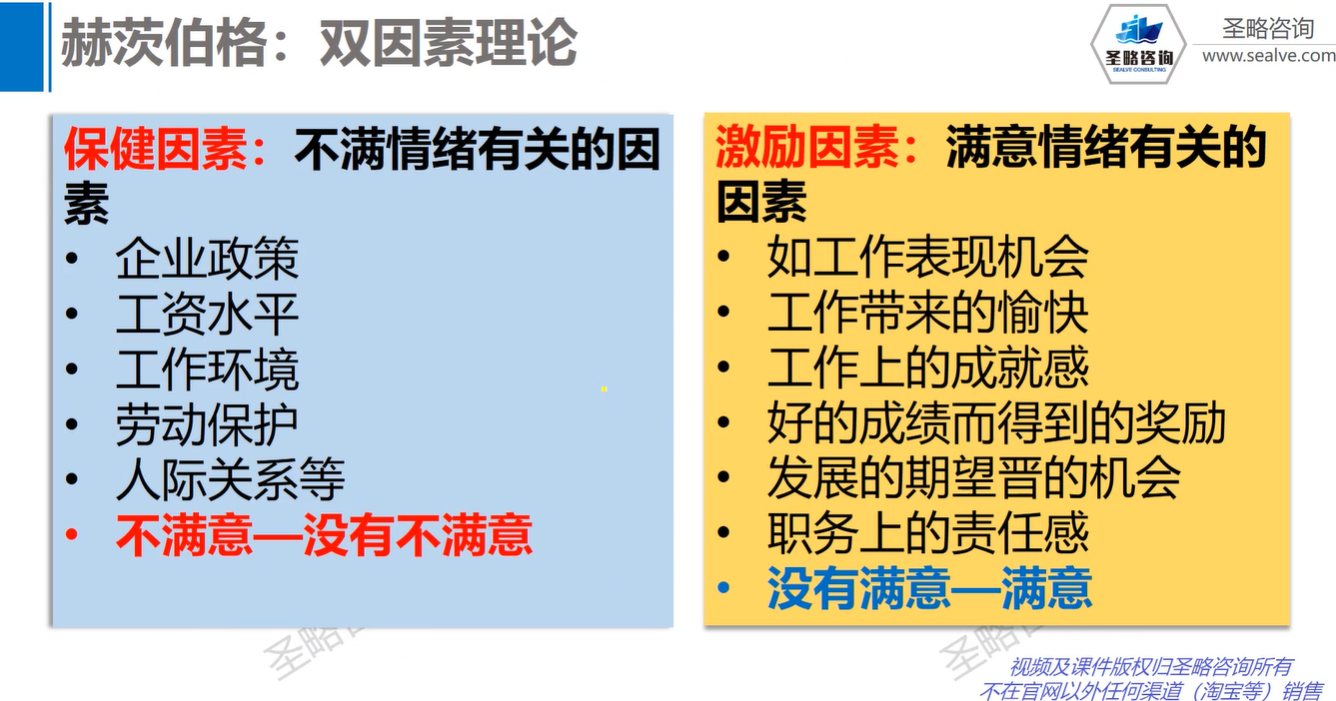 赫茨伯格：双因素理论
圣略咨询
SEALVE CONSULTING
圣略咨询
www.sealve.com
保健因素：不满情绪有关的因
素
• 企业政策
• 工资水平
• 工作环境
• 劳动保护
• 人际关系等
• 不满意—没有不满意
激励因素：满意情绪有关的
因素
• 如工作表现机会
• 工作带来的愉快
• 工作上的成就感
• 好的成绩而得到的奖励
• 发展的期望晋的机会
• 职务上的责任感
• 没有满意—满意
圣略
圣略
视频及课件版权归圣略咨询所有
不在官网以外任何渠道（淘宝等）销售